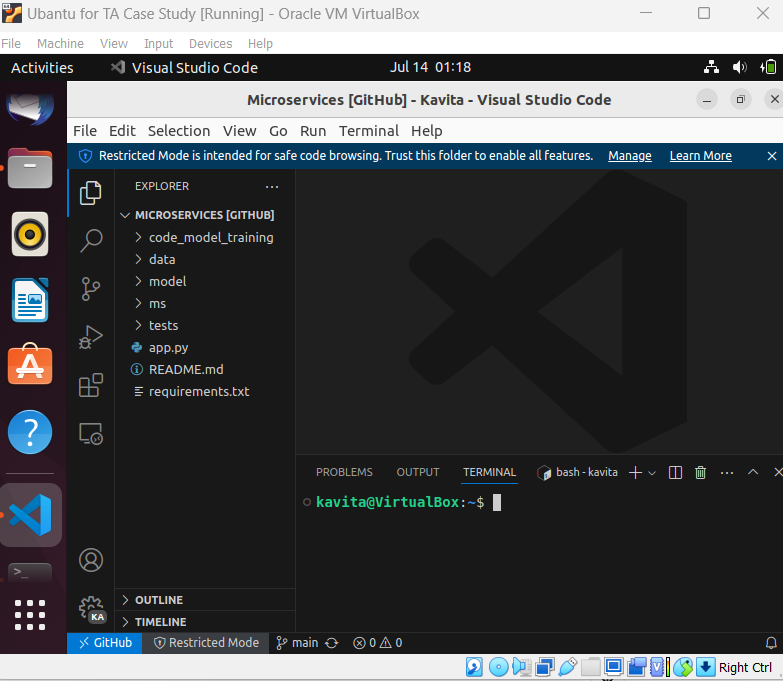 Ubantu for TA Case Study [Running] - Oracle VM VirtualBox
File Machine View Input Devices Help
Activities Visual Studio Code Jul 14 01:18
Microservices [GitHub] - Kavita - Visual Studio Code
File Edit Selection View Go Run Terminal Help
Restricted Mode is intended for safe code browsing. Trust this folder to enable all features. Manage Learn More
EXPLORER
MICROSERVICES [GITHUB]
code_model_training
data
model
ms
tests
app.py
README.md
requirements.txt
PROBLEMS OUTPUT TERMINAL bash - kavita
kavita@VirtualBox:~$
KA
OUTLINE
TIMELINE
GitHub Restricted Mode main 0 0
Right Ctrl